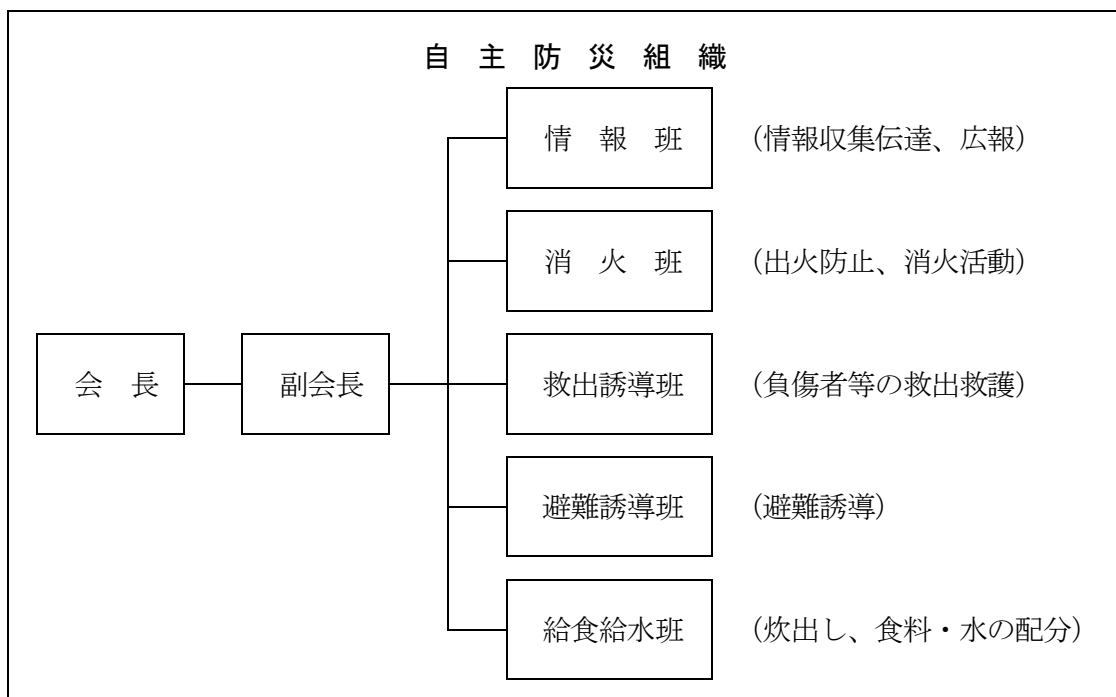 自主防災組織
情報班 (情報収集伝達、広報)
消火班 (出火防止、消火活動)
会長 副会長 救出誘導班 (負傷者等の救出救護)
避難誘導班 (避難誘導)
給食給水班 (炊出し、食料・水の配分)